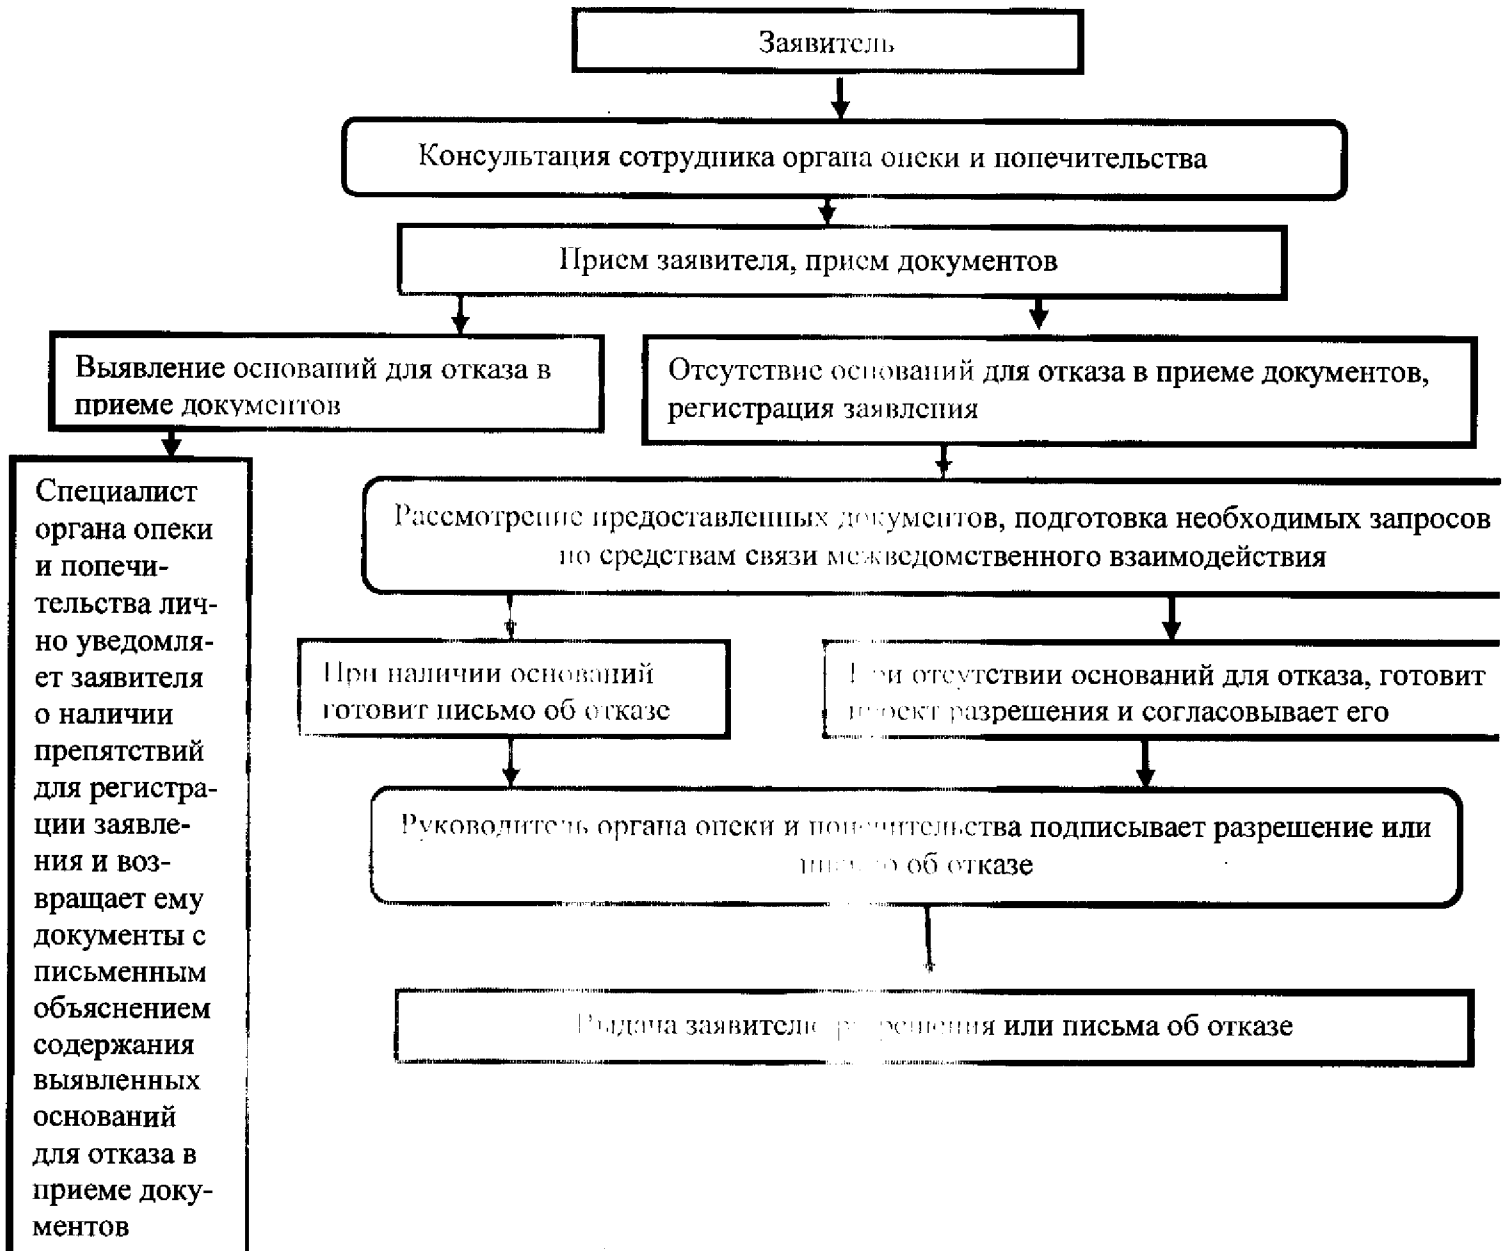 Заявитель
Консультация сотрудника органа опеки и попечительства
Прием заявителя, прием документов
Выявление оснований для отказа в
приеме документов
Отсутствие оснований для отказа в приеме документов,
регистрация заявления
Специалист
органа опеки
и попечи-
тельства лич-
но уведомля-
ет заявителя
о наличии
препятствий
для регистра-
ции заявле-
ния и воз-
вращает ему
документы с
письменным
объяснением
содержания
выявленных
оснований
для отказа в
приеме доку-
ментов
Рассмотрение предоставленных документов, подготовка необходимых запросов
по средствам связи межведомственного взаимодействия
При наличии оснований
готовит письмо об отказе
При отсутствии оснований для отказа, готовит
проект разрешения и согласовывает его
Руководитель органа опеки и попечительства подписывает разрешение или
письмо об отказе
Выдача заявителю разрешения или письма об отказе